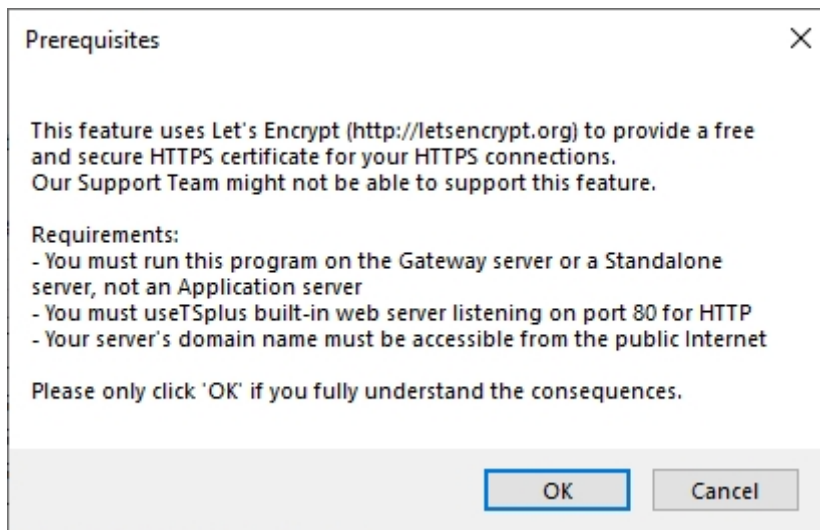 Prerequisites
This feature uses Let's Encrypt (http://letsencrypt.org) to provide a free
and secure HTTPS certificate for your HTTPS connections.
Our Support Team might not be able to support this feature.
Requirements:
- You must run this program on the Gateway server or a Standalone
server, not an Application server
- You must useTSplus built-in web server listening on port 80 for HTTP
- Your server's domain name must be accessible from the public Internet
Please only click 'OK' if you fully understand the consequences.
OK
Cancel